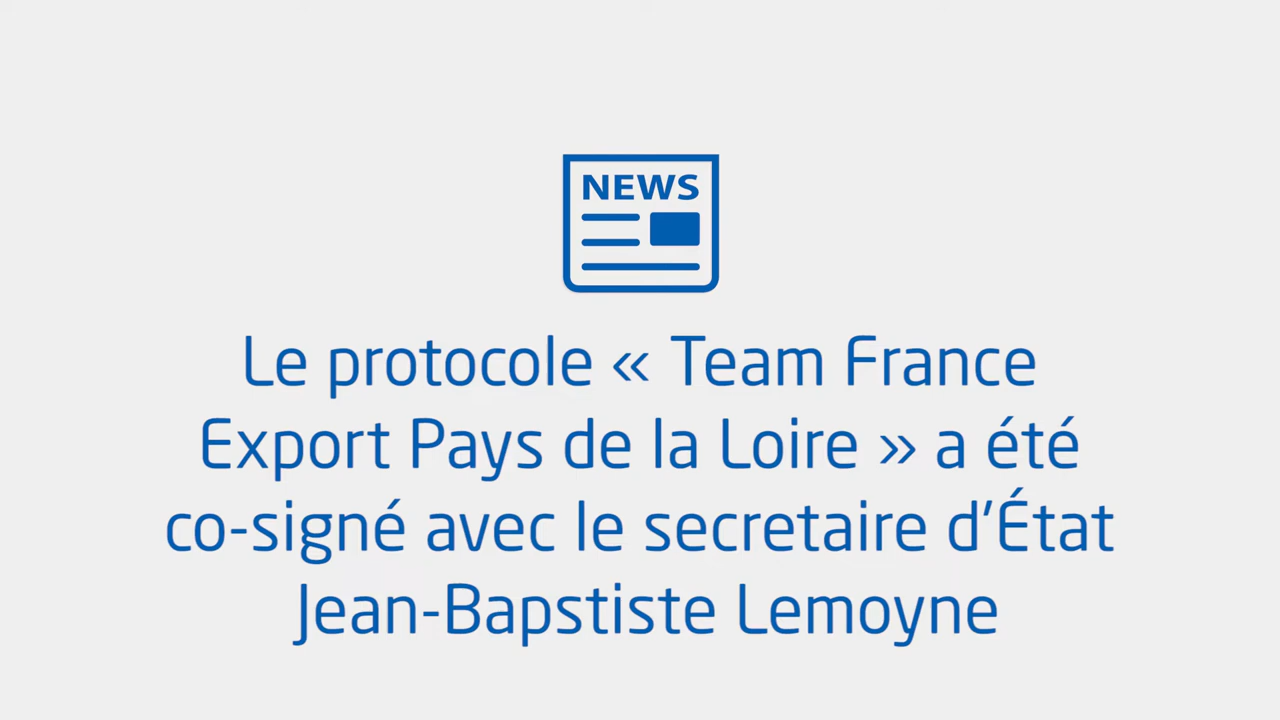 NEWS
Le protocole « Team France
Export Pays de la Loire » a été
co-signé avec le secretaire d’État
Jean-Bapstiste Lemoyne